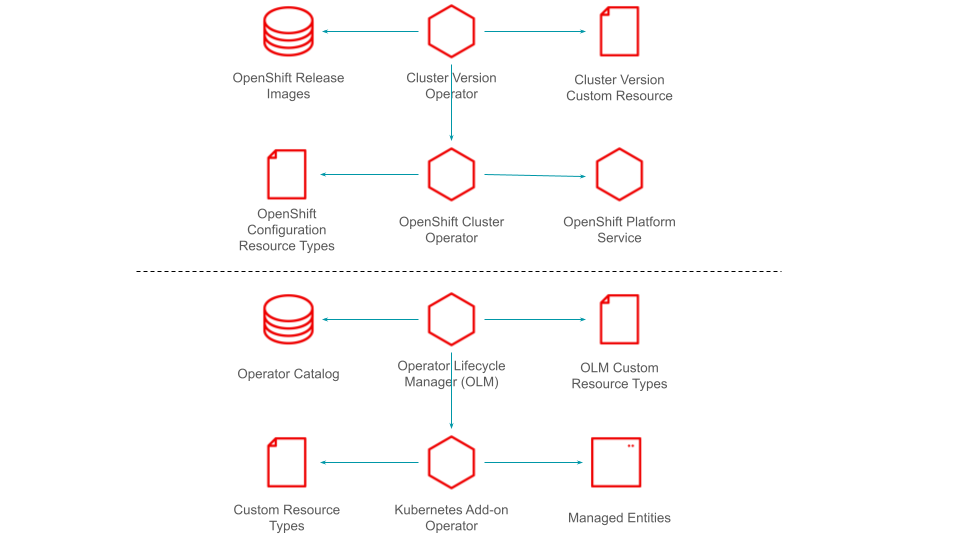 OpenShift Release
Images
Cluster Version
Operator
Cluster Version
Custom Resource
OpenShift
Configuration
Resource Types
OpenShift Cluster
Operator
OpenShift Platform
Service
Operator Catalog
Operator Lifecycle
Manager (OLM)
OLM Custom
Resource Types
Custom Resource
Types
Kubernetes Add-on
Operator
Managed Entities